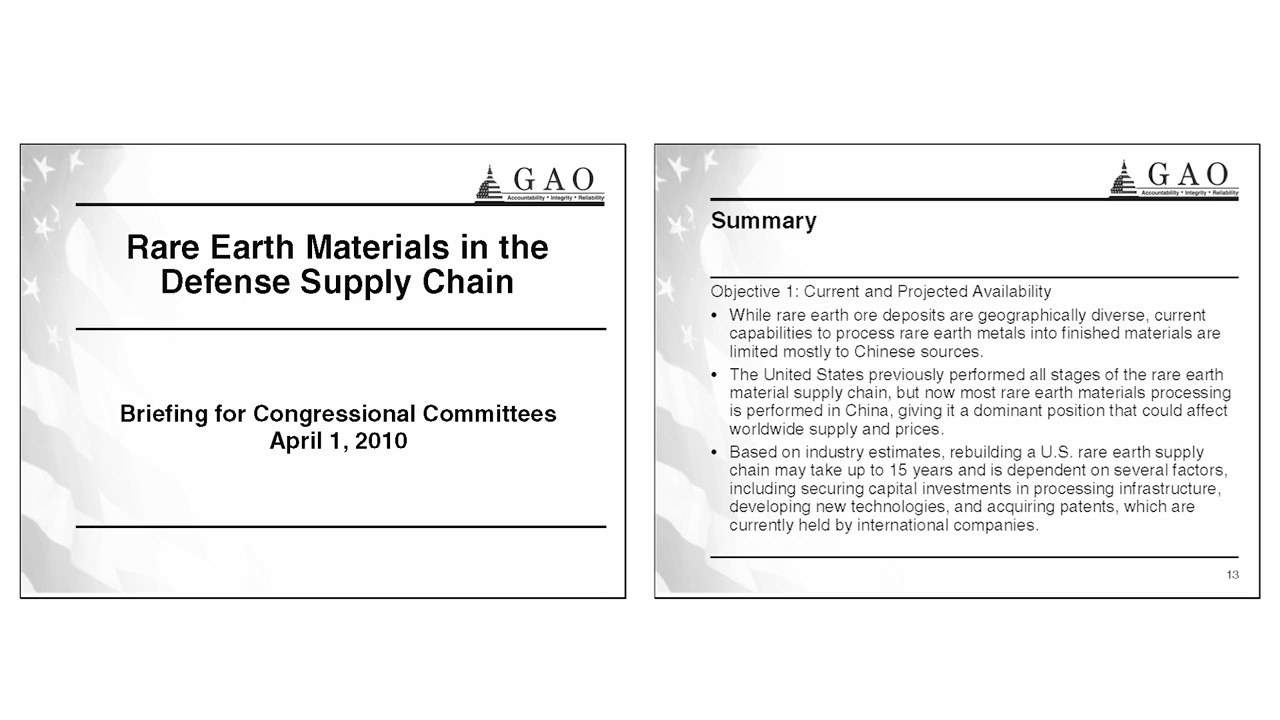 GAO
Accountability * Integrity * Reliability
Rare Earth Materials in the
Defense Supply Chain
Briefing for Congressional Committees
April 1, 2010
GAO
Accountability * Integrity * Reliability
Summary
Objective 1: Current and Projected Availability
• While rare earth ore deposits are geographically diverse, current
capabilities to process rare earth metals into finished materials are
limited mostly to Chinese sources.
• The United States previously performed all stages of the rare earth
material supply chain, but now most rare earth materials processing
is performed in China, giving it a dominant position that could affect
worldwide supply and prices.
• Based on industry estimates, rebuilding a U.S. rare earth supply
chain may take up to 15 years and is dependent on several factors,
including securing capital investments in processing infrastructure,
developing new technologies, and acquiring patents, which are
currently held by international companies.
13